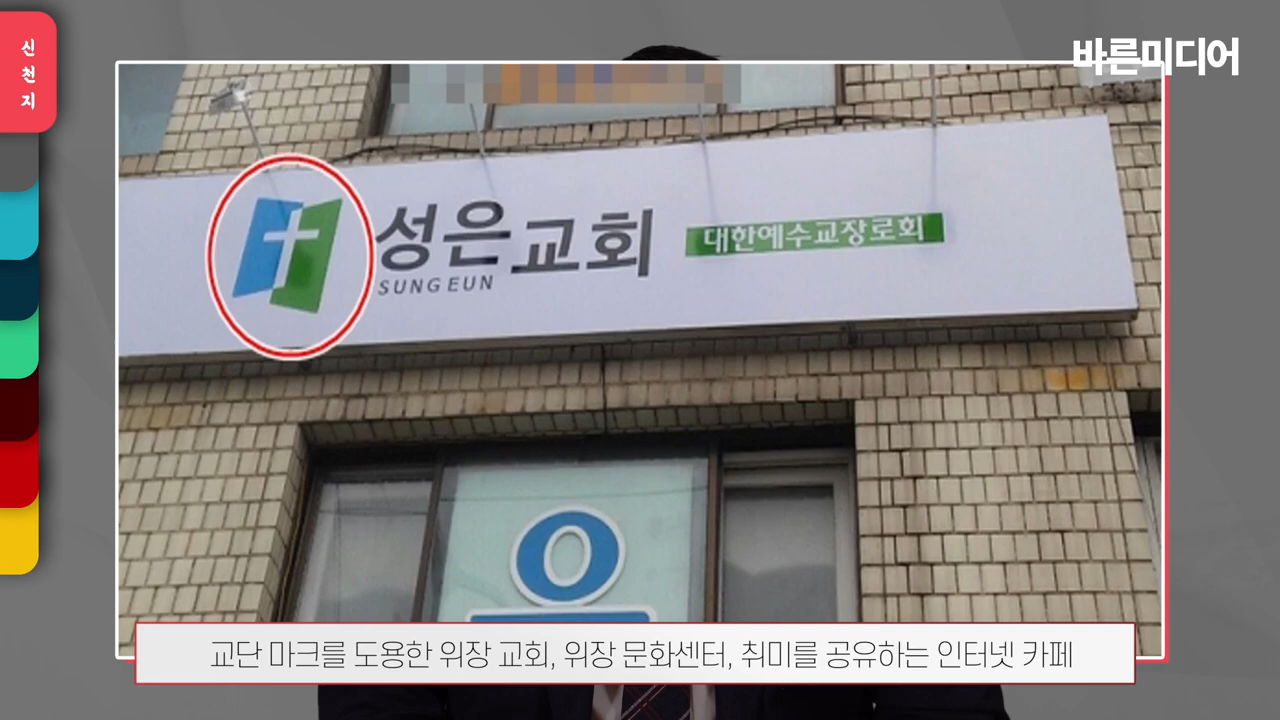 신천지
바른미디어
성은교회
SUNGEUN
대한예수교장로회
교단 마크를 도용한 위장 교회, 위장 문화센터, 취미를 공유하는 인터넷 카페